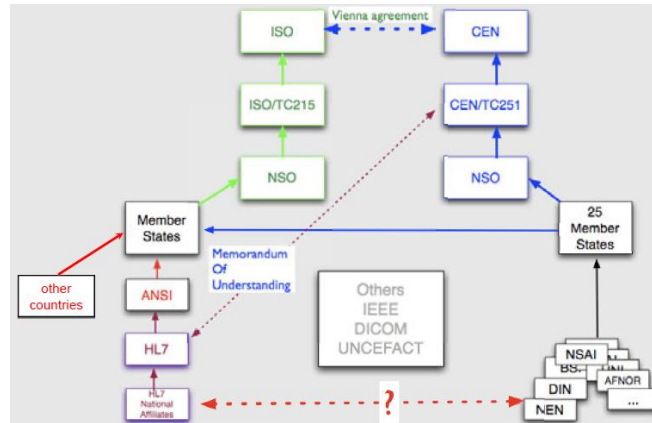 Vienna agreement
ISO
CEN
ISO/TC215
CEN/TC251
NSO
NSO
Member
States
25
Member
States
other
countries
Memorandum
Of
Understanding
ANSI
Others
IEEE
DICOM
UNCEFACT
HL7
NSAI
DIN
AFNOR
...
NEN
HL7
National
Affiliates
?